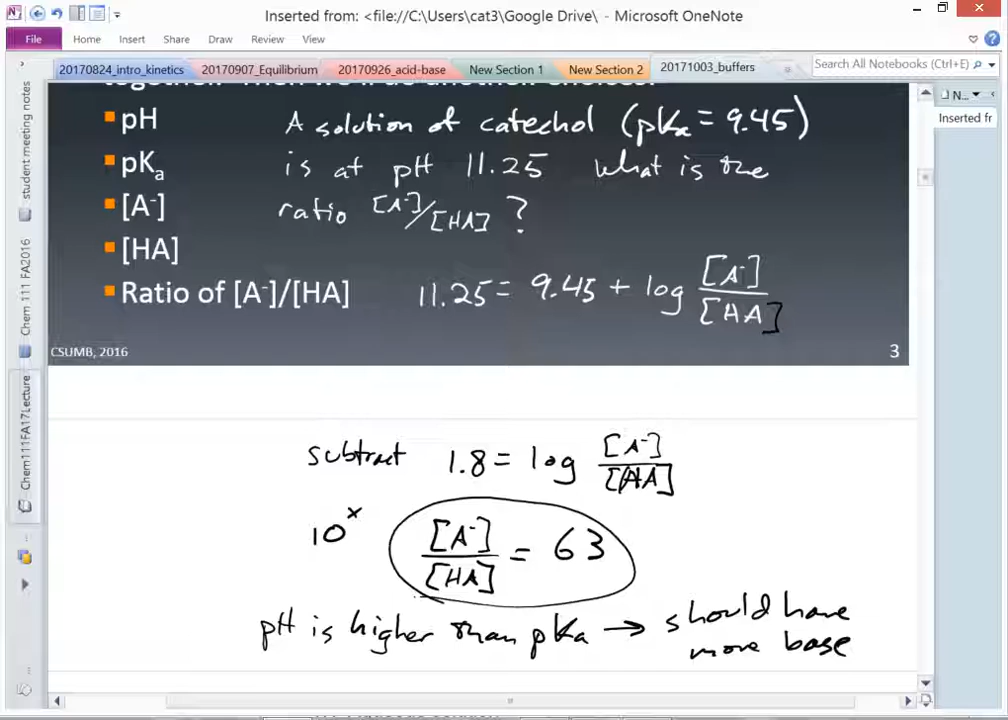 Inserted from: <file://C:\Users\cat3\Google Drive\ - Microsoft OneNote
File Home Insert Share Draw Review View
20170824_intro_kinetics 20170907_Equilibrium 20170926_acid-base New Section 1 New Section 2 20171003_buffers Search All Notebooks (Ctrl+E)
N...
Inserted fr
student meeting notes
Chem 111 FA2016
Chem111FA17Lecture
pH
pKa
[A-]
[HA]
Ratio of [A-]/[HA]
A solution of catechol (pKa = 9.45)
is at pH 11.25 what is the
ratio [A-]/[HA] ?
11.25 = 9.45 + log [A-]/[HA]
CSUMB, 2016 3
subtract 1.8 = log [A-]/[HA]
10^x [A-]/[HA] = 63
pH is higher than pKa → should have
more base